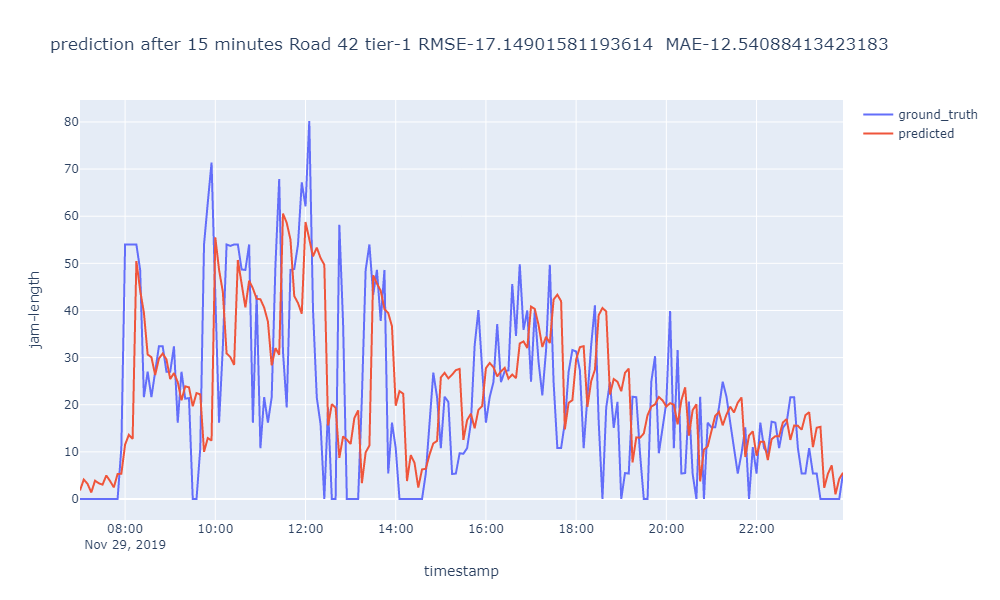 prediction after 15 minutes Road 42 tier-1 RMSE-17.14901581193614  MAE-12.54088413423183
ground_truth
predicted
80
70
60
50
40
30
20
10
0
jam-length
08:00 10:00 12:00 14:00 16:00 18:00 20:00 22:00
Nov 29, 2019
timestamp